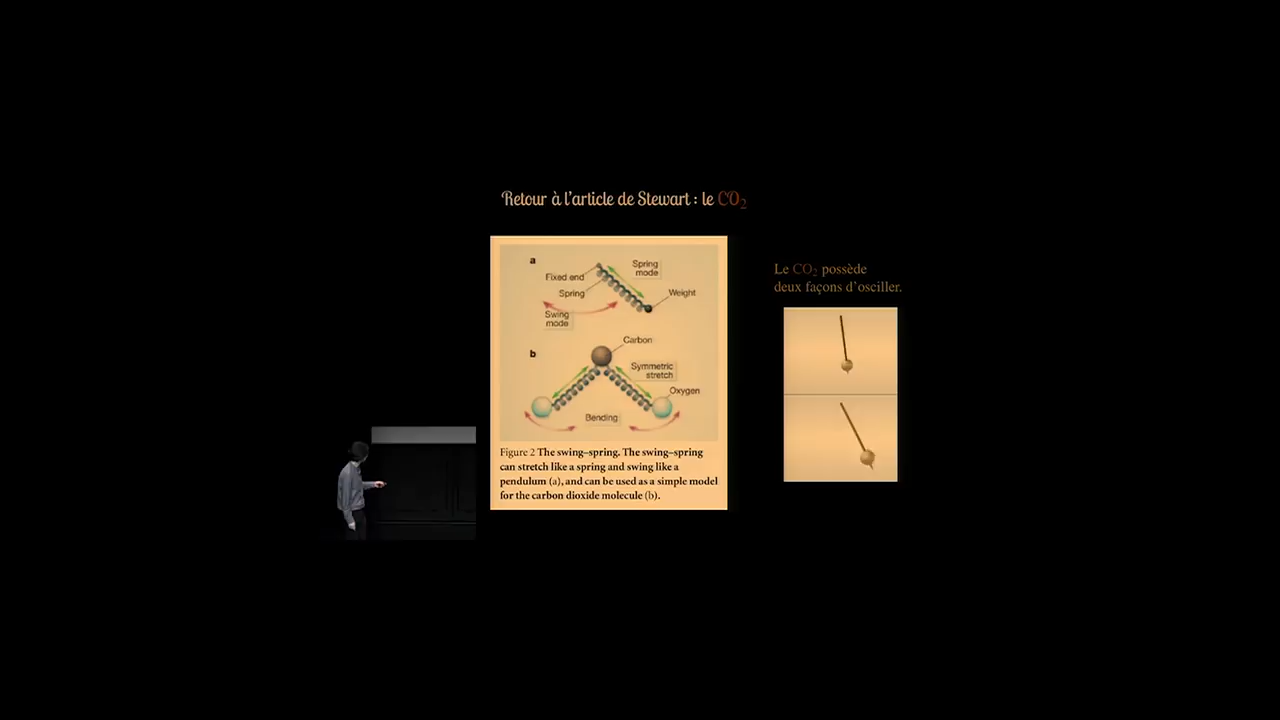 Retour à l'article de Stewart : le CO₂
a
Spring
mode
Fixed end
Spring
Weight
Swing
mode
Carbon
b
Symmetric
stretch
Oxygen
Bending
Figure 2 The swing–spring. The swing–spring
can stretch like a spring and swing like a
pendulum (a), and can be used as a simple model
for the carbon dioxide molecule (b).
Le CO₂ possède
deux façons d'osciller.